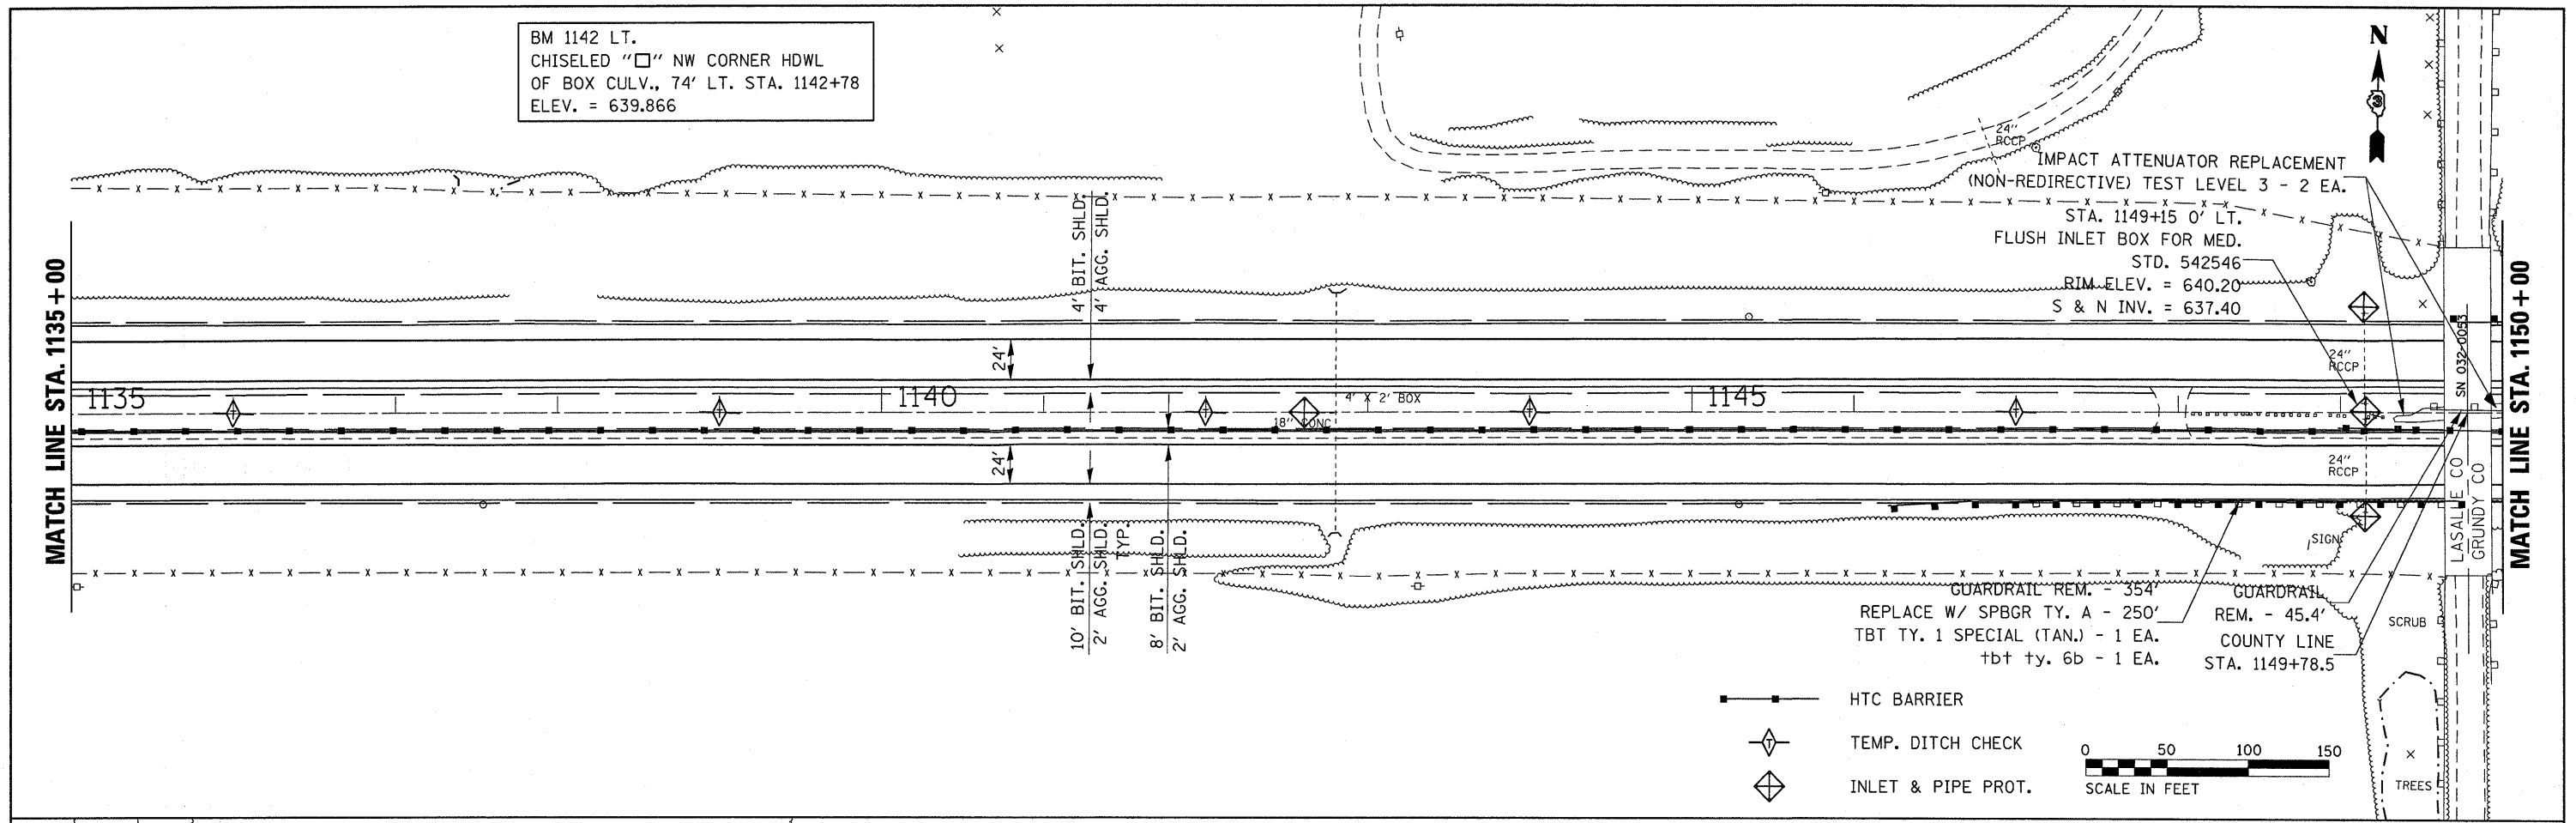 BM 1142 LT.
CHISELED "□" NW CORNER HDWL
OF BOX CULV., 74' LT. STA. 1142+78
ELEV. = 639.866
N
3
24"
RCCP
IMPACT ATTENUATOR REPLACEMENT
(NON-REDIRECTIVE) TEST LEVEL 3 - 2 EA.
STA. 1149+15 0' LT.
FLUSH INLET BOX FOR MED.
STD. 542546
RIM ELEV. = 640.20
S & N INV. = 637.40
4' BIT. SHLD.
4' AGG. SHLD.
MATCH LINE STA. 1135+00
MATCH LINE STA. 1150+00
SN 032-0053
24'
24"
RCCP
1135
1140
1145
4' X 2' BOX
18" CONC
24'
24"
RCCP
LASALLE CO
GRUNDY CO
10' BIT. SHLD.
2' AGG. SHLD.
TYP.
8' BIT. SHLD.
2' AGG. SHLD.
SIGN
GUARDRAIL REM. - 354'
REPLACE W/ SPBGR TY. A - 250'
TBT TY. 1 SPECIAL (TAN.) - 1 EA.
tbt ty. 6b - 1 EA.
GUARDRAIL
REM. - 45.4'
COUNTY LINE
STA. 1149+78.5
SCRUB
HTC BARRIER
T TEMP. DITCH CHECK
INLET & PIPE PROT.
0 50 100 150
SCALE IN FEET
TREES